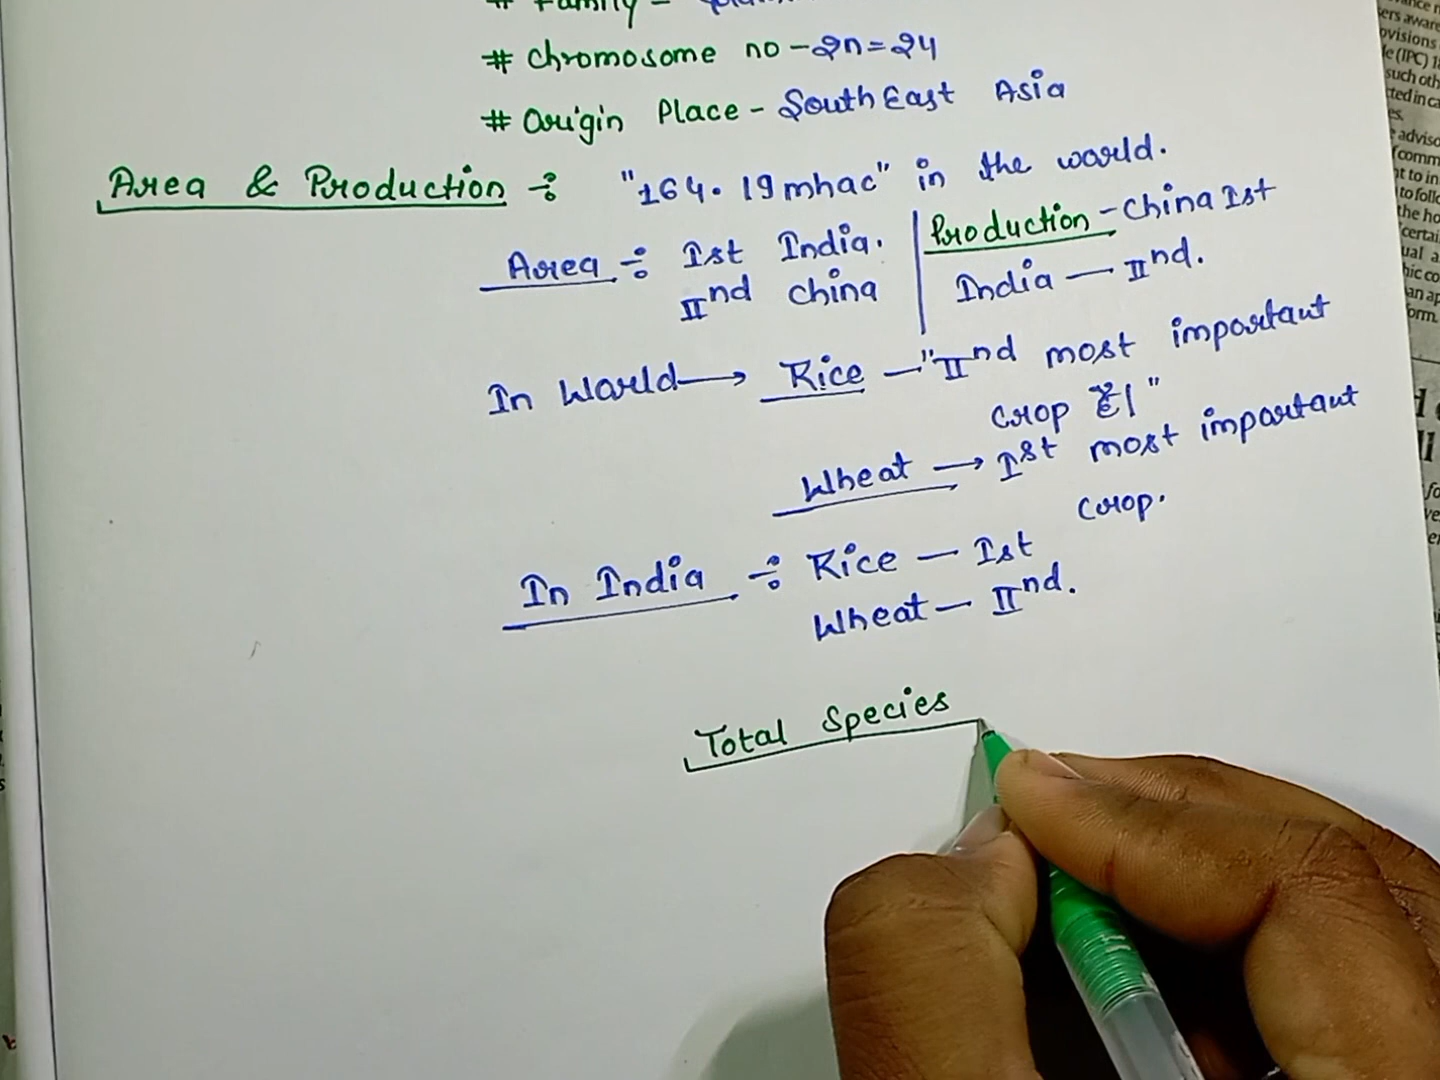 # Family -
# Chromosome no - 2n = 24
# Origin Place - South East Asia
Area & Production ÷ "164.19 mhac" in the world.
Area ÷ Ist India.
IInd China
Production - China Ist
India — IInd.
In World → Rice — "IInd most important
crop है।"
Wheat → Ist most important
crop.
In India ÷ Rice — Ist
Wheat — IInd.
Total Species